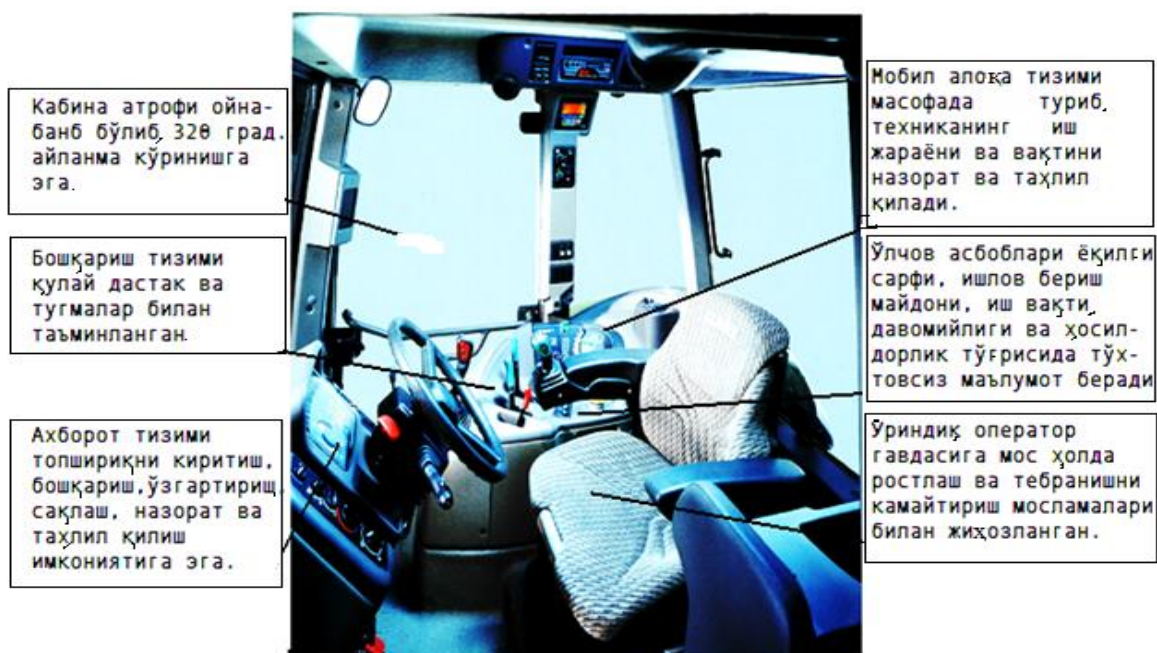 Кабина атрофи ойна-
банб бўлиб 320 град.
айланма кўринишга
эга.
Бошқариш тизими
қулай дастак ва
тугмалар билан
таъминланган
Ахборот тизими
топшириқни киритиш,
бошқариш,ўзгартириш,
сақлаш, назорат ва
таҳлил қилиш
имкониятига эга.
Мобил алоқа тизими
масофада туриб,
техниканинг иш
жараёни ва вақтини
назорат ва таҳлил
қилади.
Ўлчов асбоблари ёқилғи
сарфи, ишлов бериш
майдони, иш вақти,
давомийлиги ва ҳосил-
дорлик тўғрисида тўх-
товсиз маълумот беради
Ўриндиқ оператор
гавдасига мос ҳолда
ростлаш ва тебранишни
камайтириш мосламалари
билан жиҳозланган.